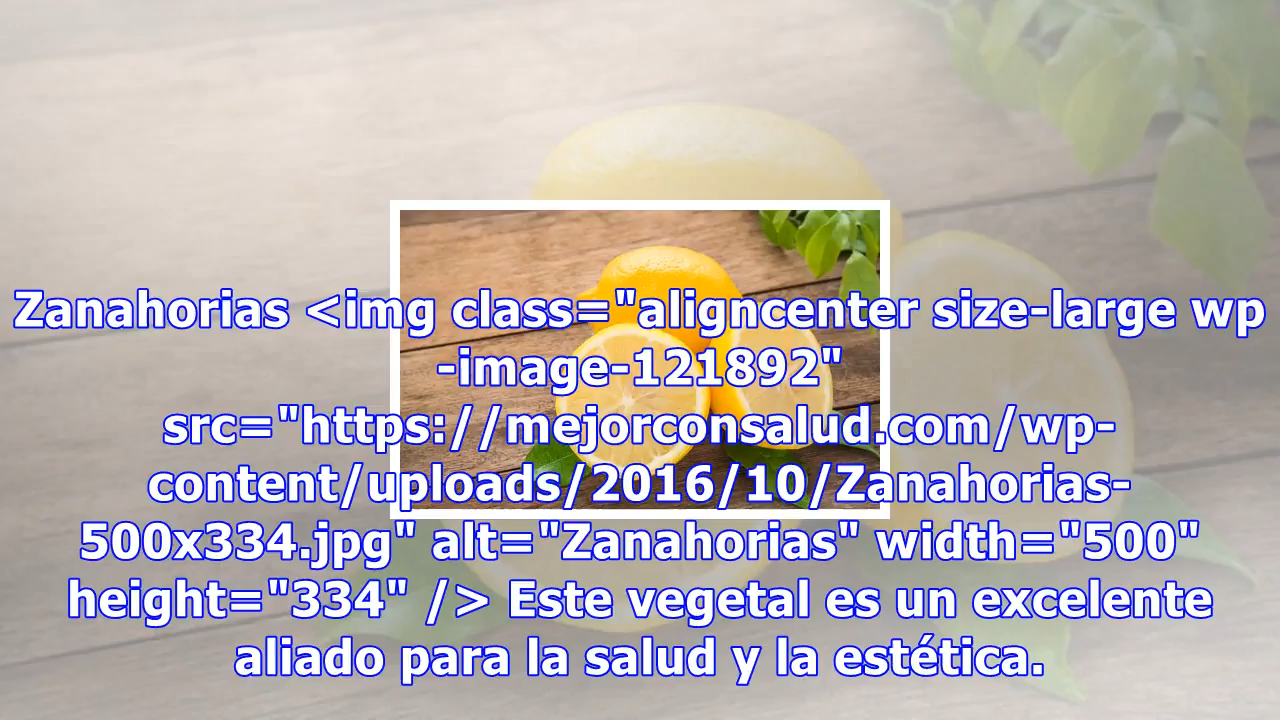 Zanahorias <img class="aligncenter size-large wp
-image-121892"
src="https://mejorconsalud.com/wp-
content/uploads/2016/10/Zanahorias-
500x334.jpg" alt="Zanahorias" width="500"
height="334" /> Este vegetal es un excelente
aliado para la salud y la estética.